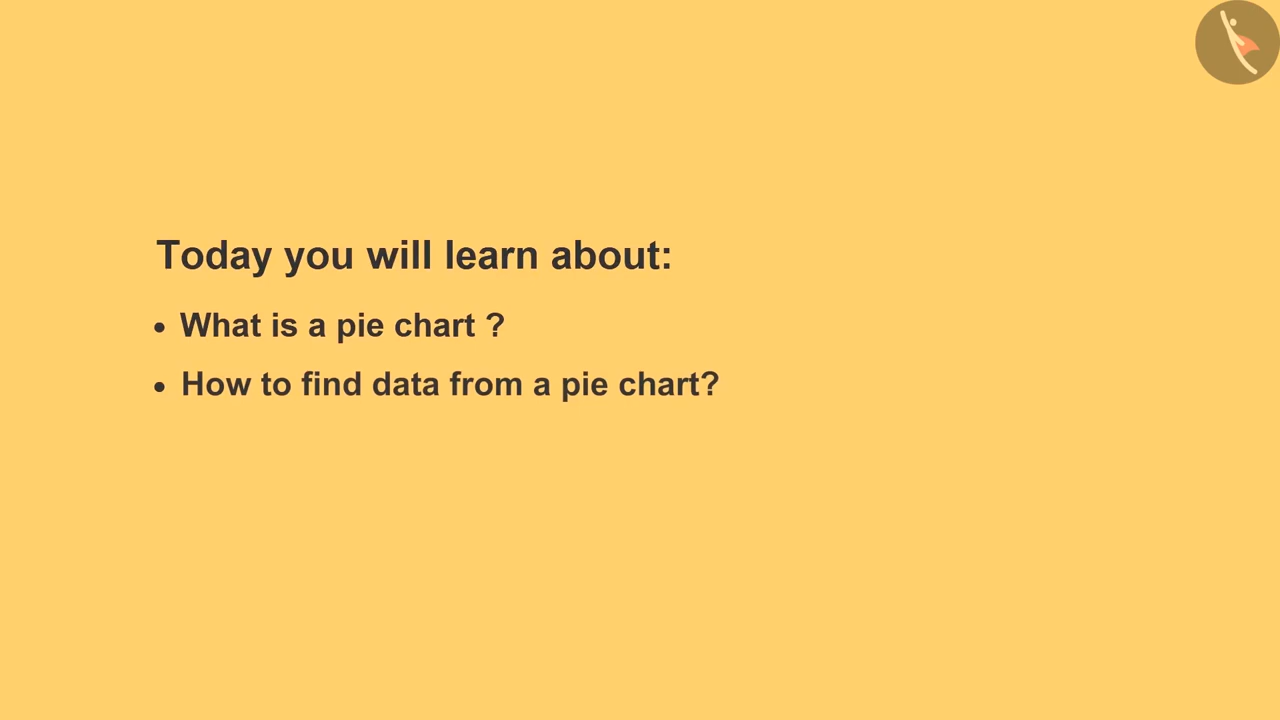 Today you will learn about:
• What is a pie chart ?
• How to find data from a pie chart?